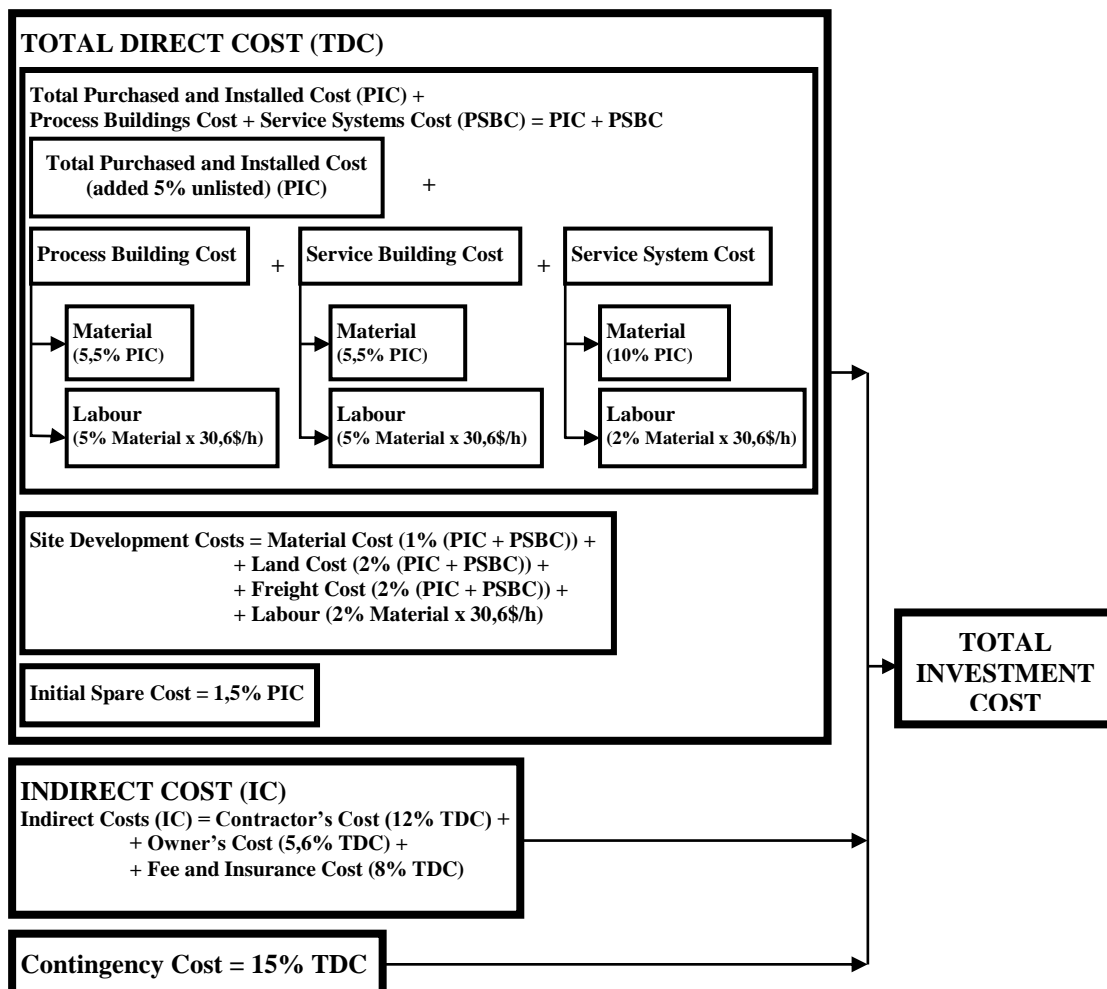 TOTAL DIRECT COST (TDC)
Total Purchased and Installed Cost (PIC) +
Process Buildings Cost + Service Systems Cost (PSBC) = PIC + PSBC
Total Purchased and Installed Cost
(added 5% unlisted) (PIC)
+
Process Building Cost
+
Service Building Cost
+
Service System Cost
Material
(5,5% PIC)
Material
(5,5% PIC)
Material
(10% PIC)
Labour
(5% Material x 30,6$/h)
Labour
(5% Material x 30,6$/h)
Labour
(2% Material x 30,6$/h)
Site Development Costs = Material Cost (1% (PIC + PSBC)) +
+ Land Cost (2% (PIC + PSBC)) +
+ Freight Cost (2% (PIC + PSBC)) +
+ Labour (2% Material x 30,6$/h)
Initial Spare Cost = 1,5% PIC
TOTAL
INVESTMENT
COST
INDIRECT COST (IC)
Indirect Costs (IC) = Contractor's Cost (12% TDC) +
+ Owner's Cost (5,6% TDC) +
+ Fee and Insurance Cost (8% TDC)
Contingency Cost = 15% TDC